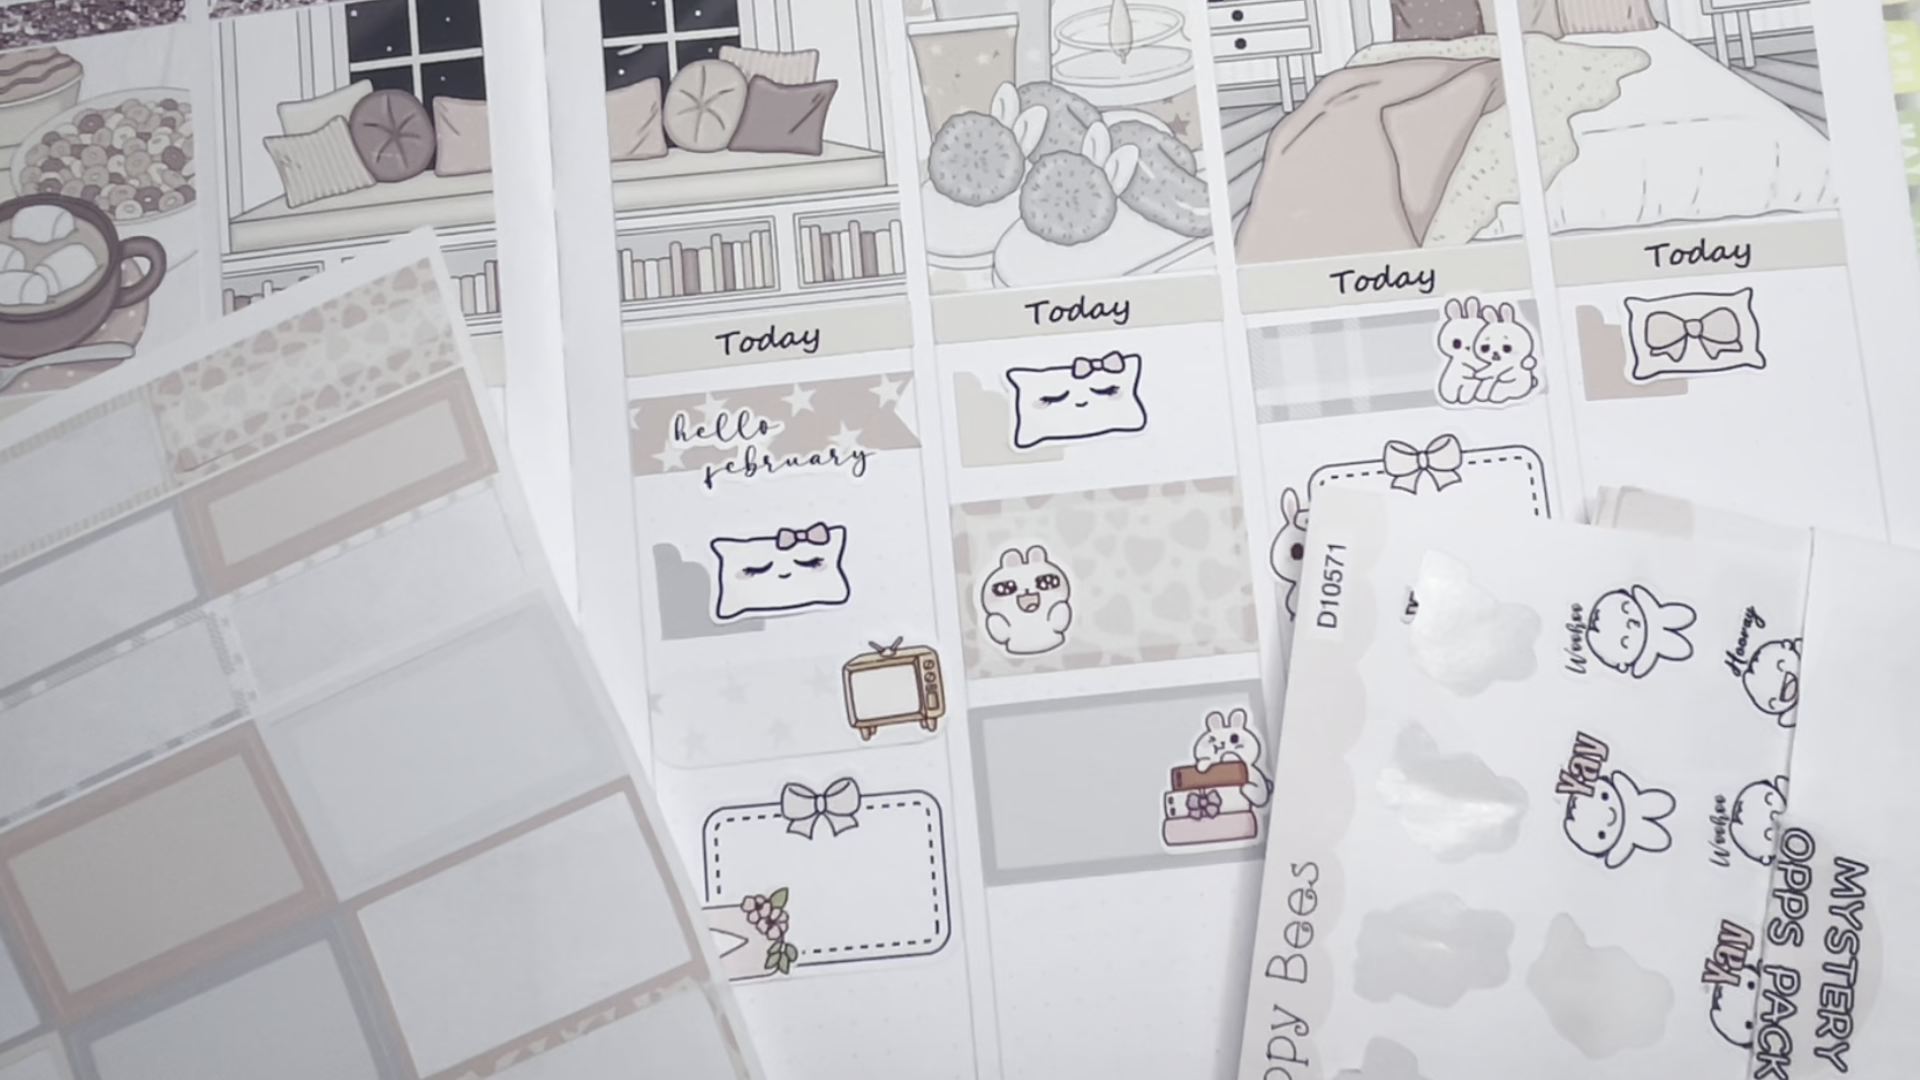 Today
Today
Today
Today
hello
february
D10571
Woohoo
Hooray
Yay
Woohoo
Yay
ppy Bees
MYSTERY
OPPS PACK